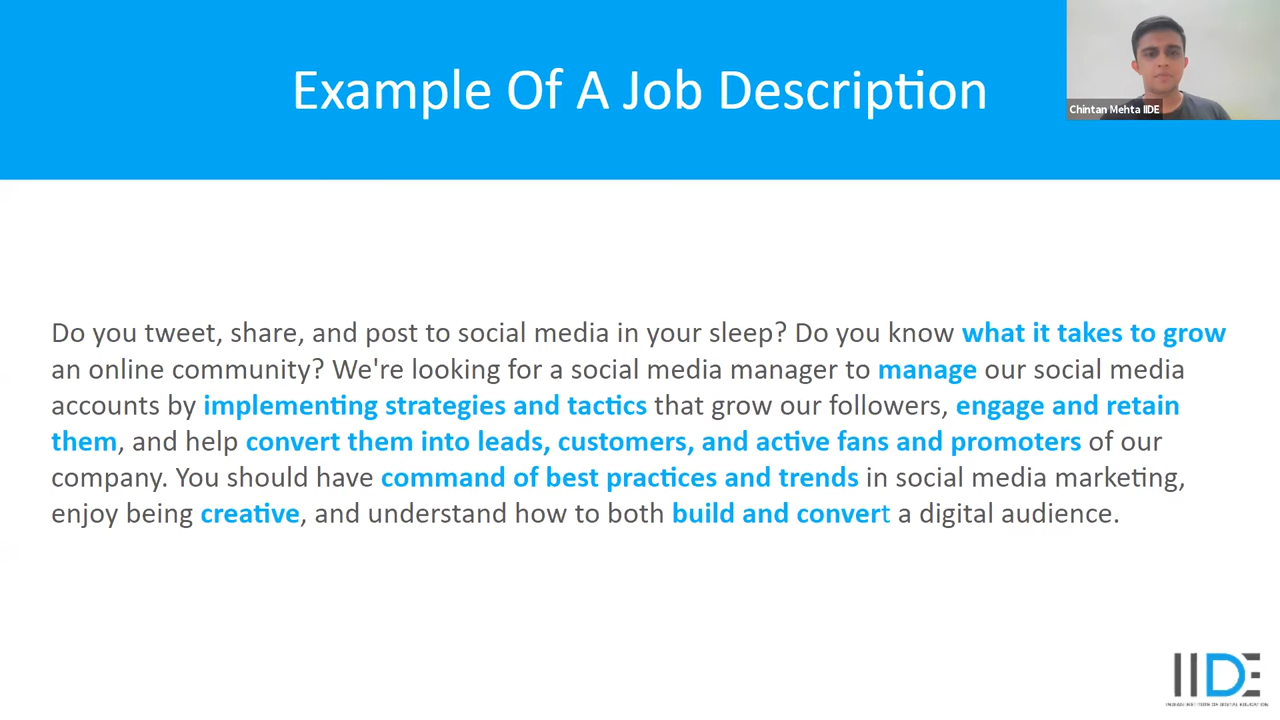 Example Of A Job Description
Chintan Mehta IIDE
Do you tweet, share, and post to social media in your sleep? Do you know what it takes to grow
an online community? We're looking for a social media manager to manage our social media
accounts by implementing strategies and tactics that grow our followers, engage and retain
them, and help convert them into leads, customers, and active fans and promoters of our
company. You should have command of best practices and trends in social media marketing,
enjoy being creative, and understand how to both build and convert a digital audience.
IIDE